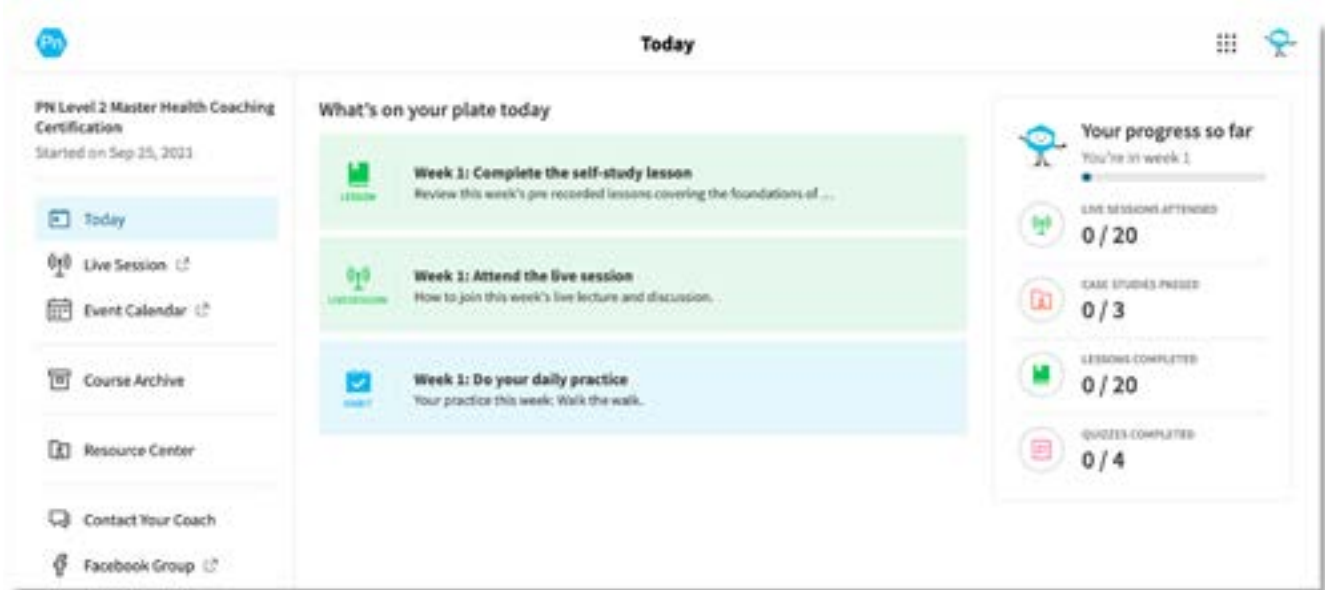 Pn
Today
PN Level 2 Master Health Coaching
Certification
Started on Sep 25, 2021
Today
Live Session
Event Calendar
Course Archive
Resource Center
Contact Your Coach
Facebook Group
What's on your plate today
LESSON
Week 1: Complete the self-study lesson
Review this week's pre recorded lessons covering the foundations of ...
LIVE SESSION
Week 1: Attend the live session
How to join this week's live lecture and discussion.
HABIT
Week 1: Do your daily practice
Your practice this week: Walk the walk.
Your progress so far
You're in week 1
LIVE SESSIONS ATTENDED
0 / 20
CASE STUDIES PASSED
0 / 3
LESSONS COMPLETED
0 / 20
QUIZZES COMPLETED
0 / 4